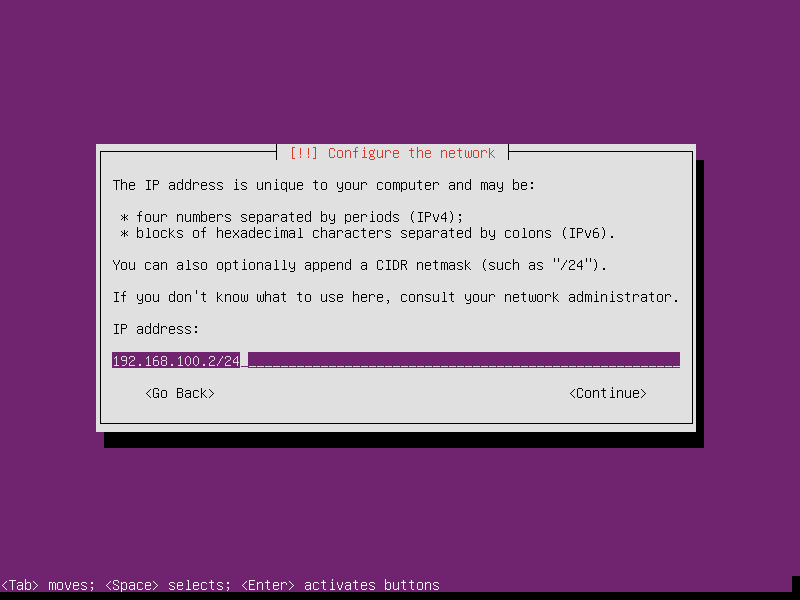 [!!] Configure the network
The IP address is unique to your computer and may be:
* four numbers separated by periods (IPv4);
* blocks of hexadecimal characters separated by colons (IPv6).
You can also optionally append a CIDR netmask (such as "/24").
If you don't know what to use here, consult your network administrator.
IP address:
192.168.100.2/24
<Go Back> <Continue>
<Tab> moves; <Space> selects; <Enter> activates buttons